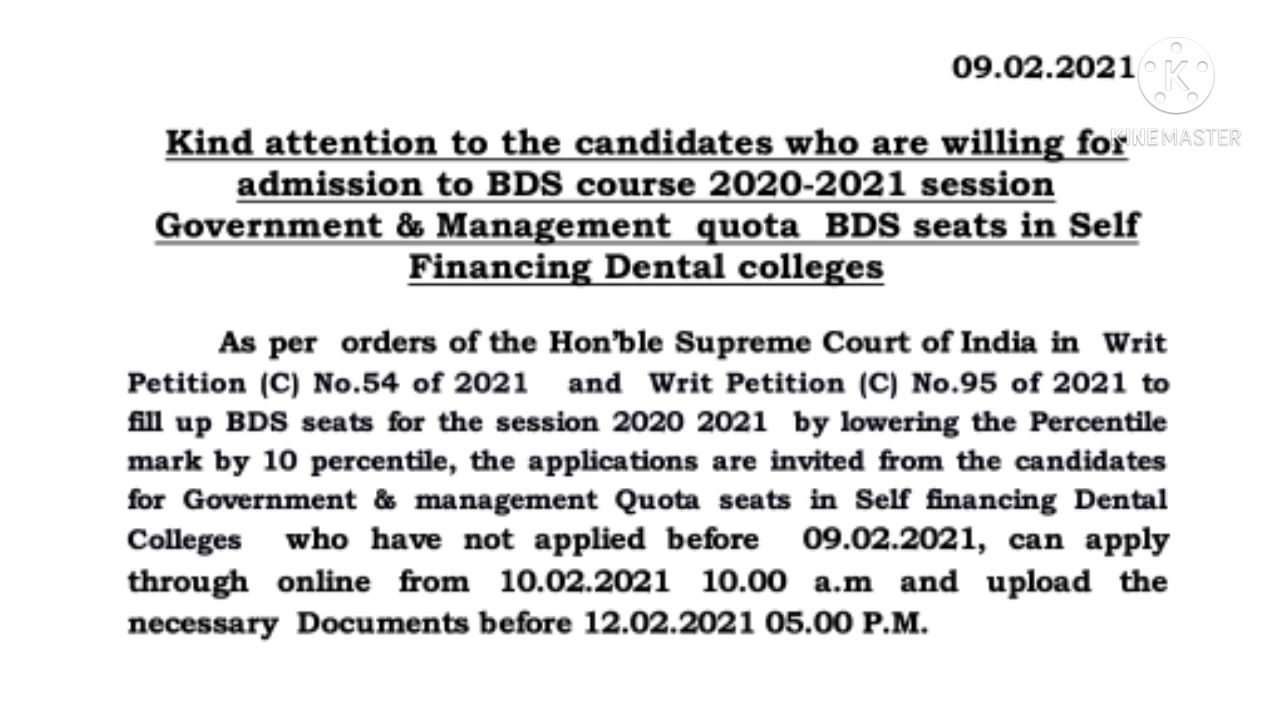 09.02.2021
KINEMASTER
Kind attention to the candidates who are willing for
admission to BDS course 2020-2021 session
Government & Management quota BDS seats in Self
Financing Dental colleges
As per orders of the Hon'ble Supreme Court of India in Writ
Petition (C) No.54 of 2021 and Writ Petition (C) No.95 of 2021 to
fill up BDS seats for the session 2020 2021 by lowering the Percentile
mark by 10 percentile, the applications are invited from the candidates
for Government & management Quota seats in Self financing Dental
Colleges who have not applied before 09.02.2021, can apply
through online from 10.02.2021 10.00 a.m and upload the
necessary Documents before 12.02.2021 05.00 P.M.